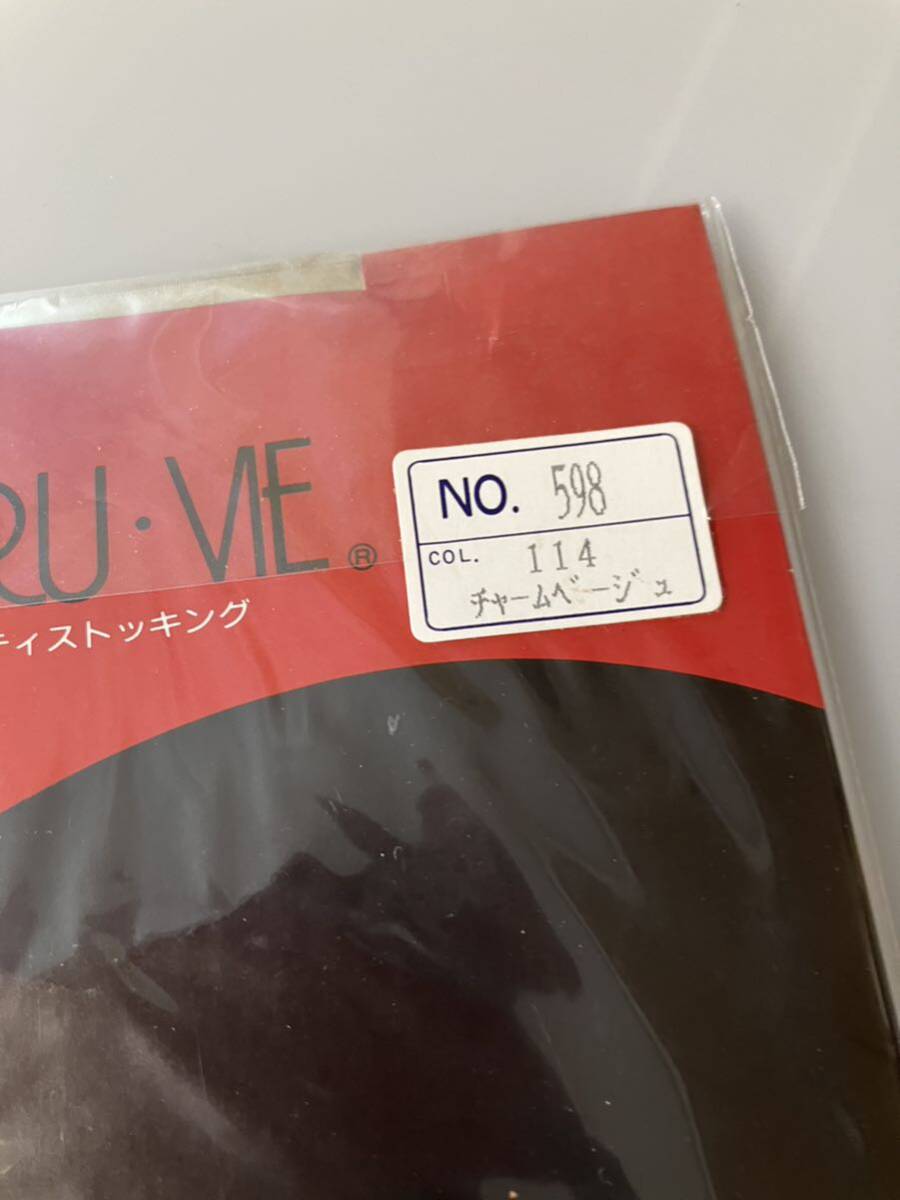 RU・VIE®
ティストッキング
NO. 598
COL. 114
チャームベージュ